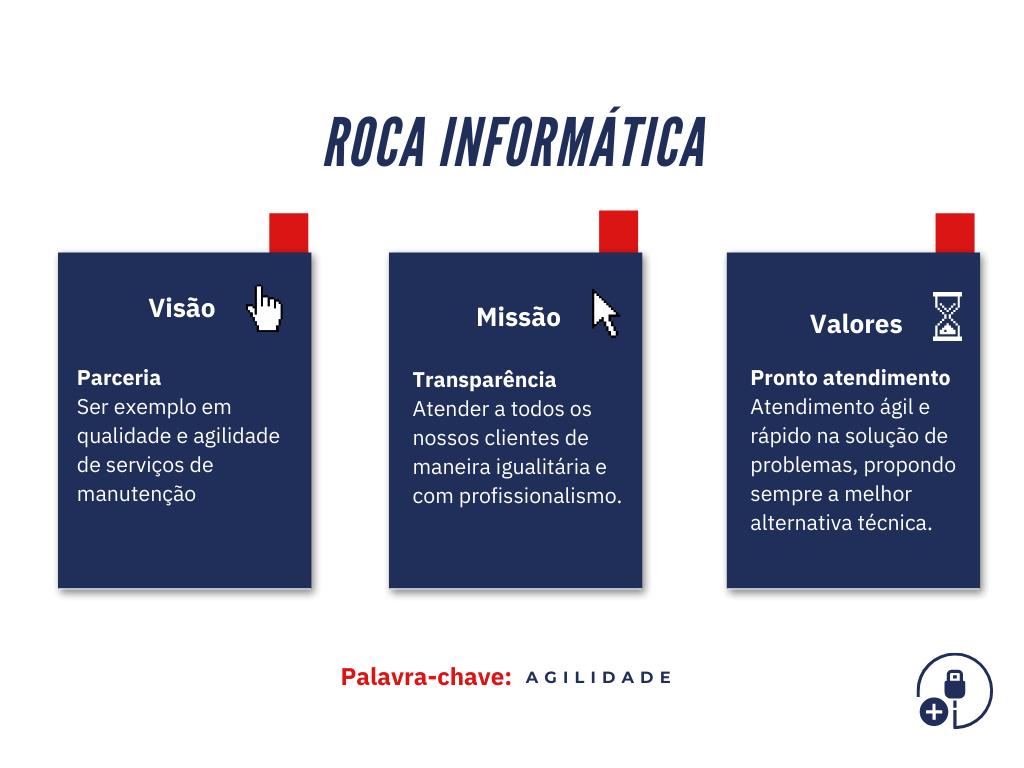 ROCA INFORMÁTICA
Visão
Parceria
Ser exemplo em
qualidade e agilidade
de serviços de
manutenção
Missão
Transparência
Atender a todos os
nossos clientes de
maneira igualitária e
com profissionalismo.
Valores
Pronto atendimento
Atendimento ágil e
rápido na solução de
problemas, propondo
sempre a melhor
alternativa técnica.
Palavra-chave: AGILIDADE